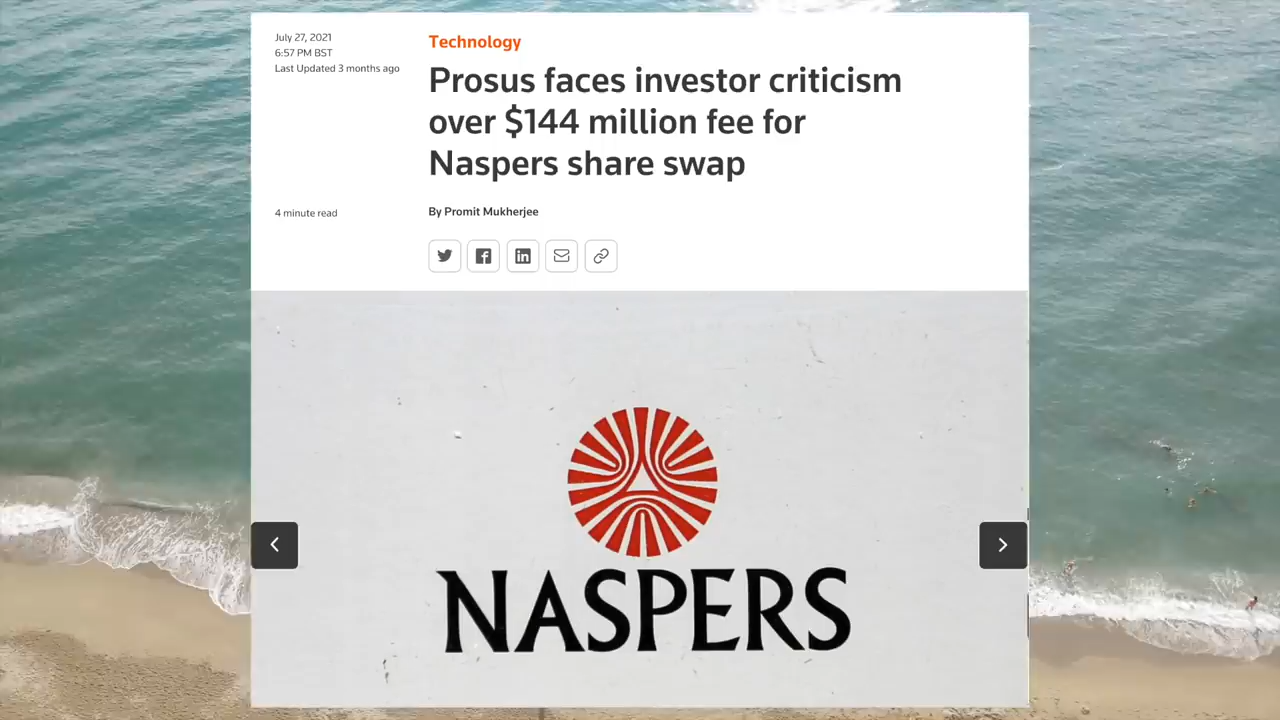 July 27, 2021
6:57 PM BST
Last Updated 3 months ago
Technology
Prosus faces investor criticism
over $144 million fee for
Naspers share swap
4 minute read
By Promit Mukherjee
NASPERS